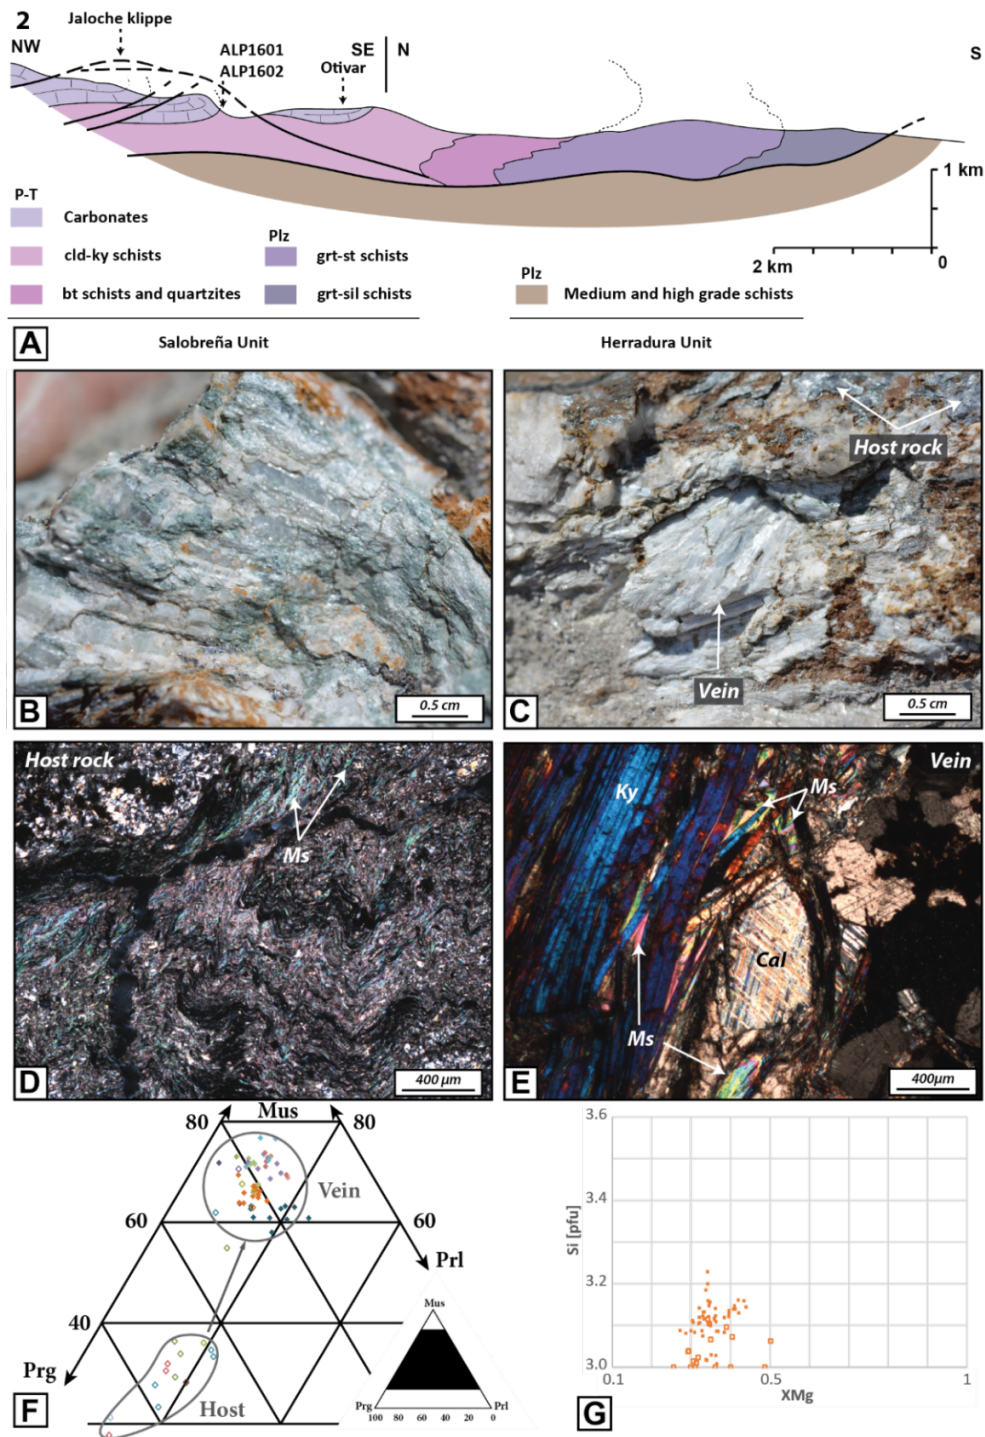 2
Jaloche klippe
NW
ALP1601
ALP1602
SE
N
Otivar
S
1 km
0
2 km
P-T
Carbonates
cld-ky schists
bt schists and quartzites
Plz
grt-st schists
grt-sil schists
Plz
Medium and high grade schists
A
Salobreña Unit
Herradura Unit
B
0.5 cm
Host rock
Vein
C
0.5 cm
Host rock
Ms
D
400 µm
Vein
Ky
Ms
Cal
Ms
E
400µm
80
Mus
80
Vein
60
60
Prl
40
Prg
Host
F
Mus
Prg
Prl
100 80 60 40 20 0
3.6
3.4
3.2
3.0
Si [pfu]
0.1
0.5
1
XMg
G